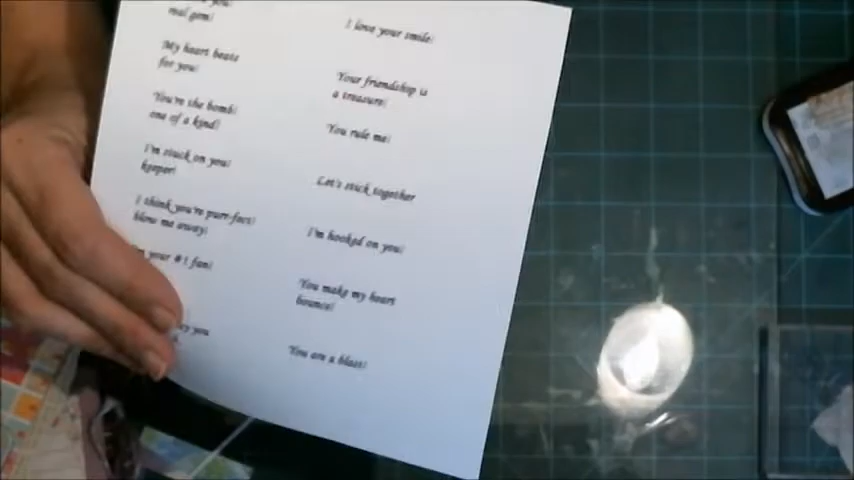 you
real gem!
My heart beats
for you!
You're the bomb!
one of a kind!
I'm stuck on you!
keeper!
I think you're purr-fect!
blow me away!
your #1 fan!
you
I love your smile!
Your friendship is
a treasure!
You rule me!
Let's stick together
I'm hooked on you!
You make my heart
bounce!
You are a blast!